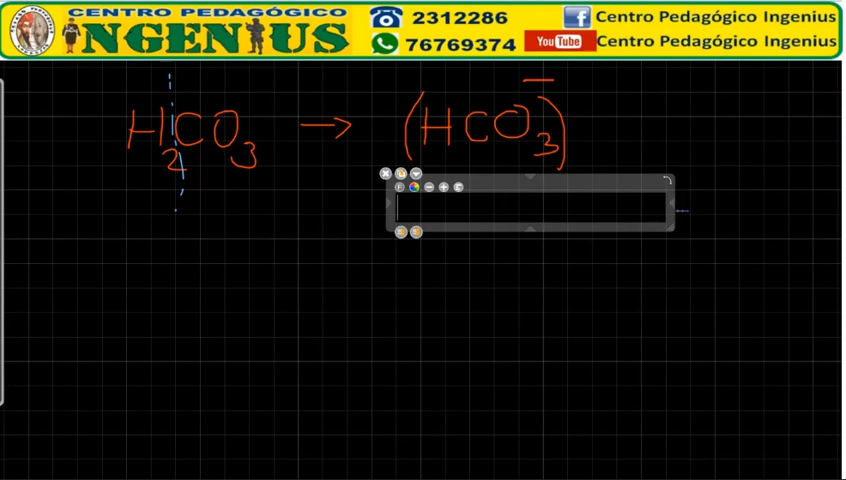 CENTRO PEDAGÓGICO
INGENIUS
2312286
76769374
Centro Pedagógico Ingenius
YouTube Centro Pedagógico Ingenius
H₂CO₃ → (HCO₃)⁻